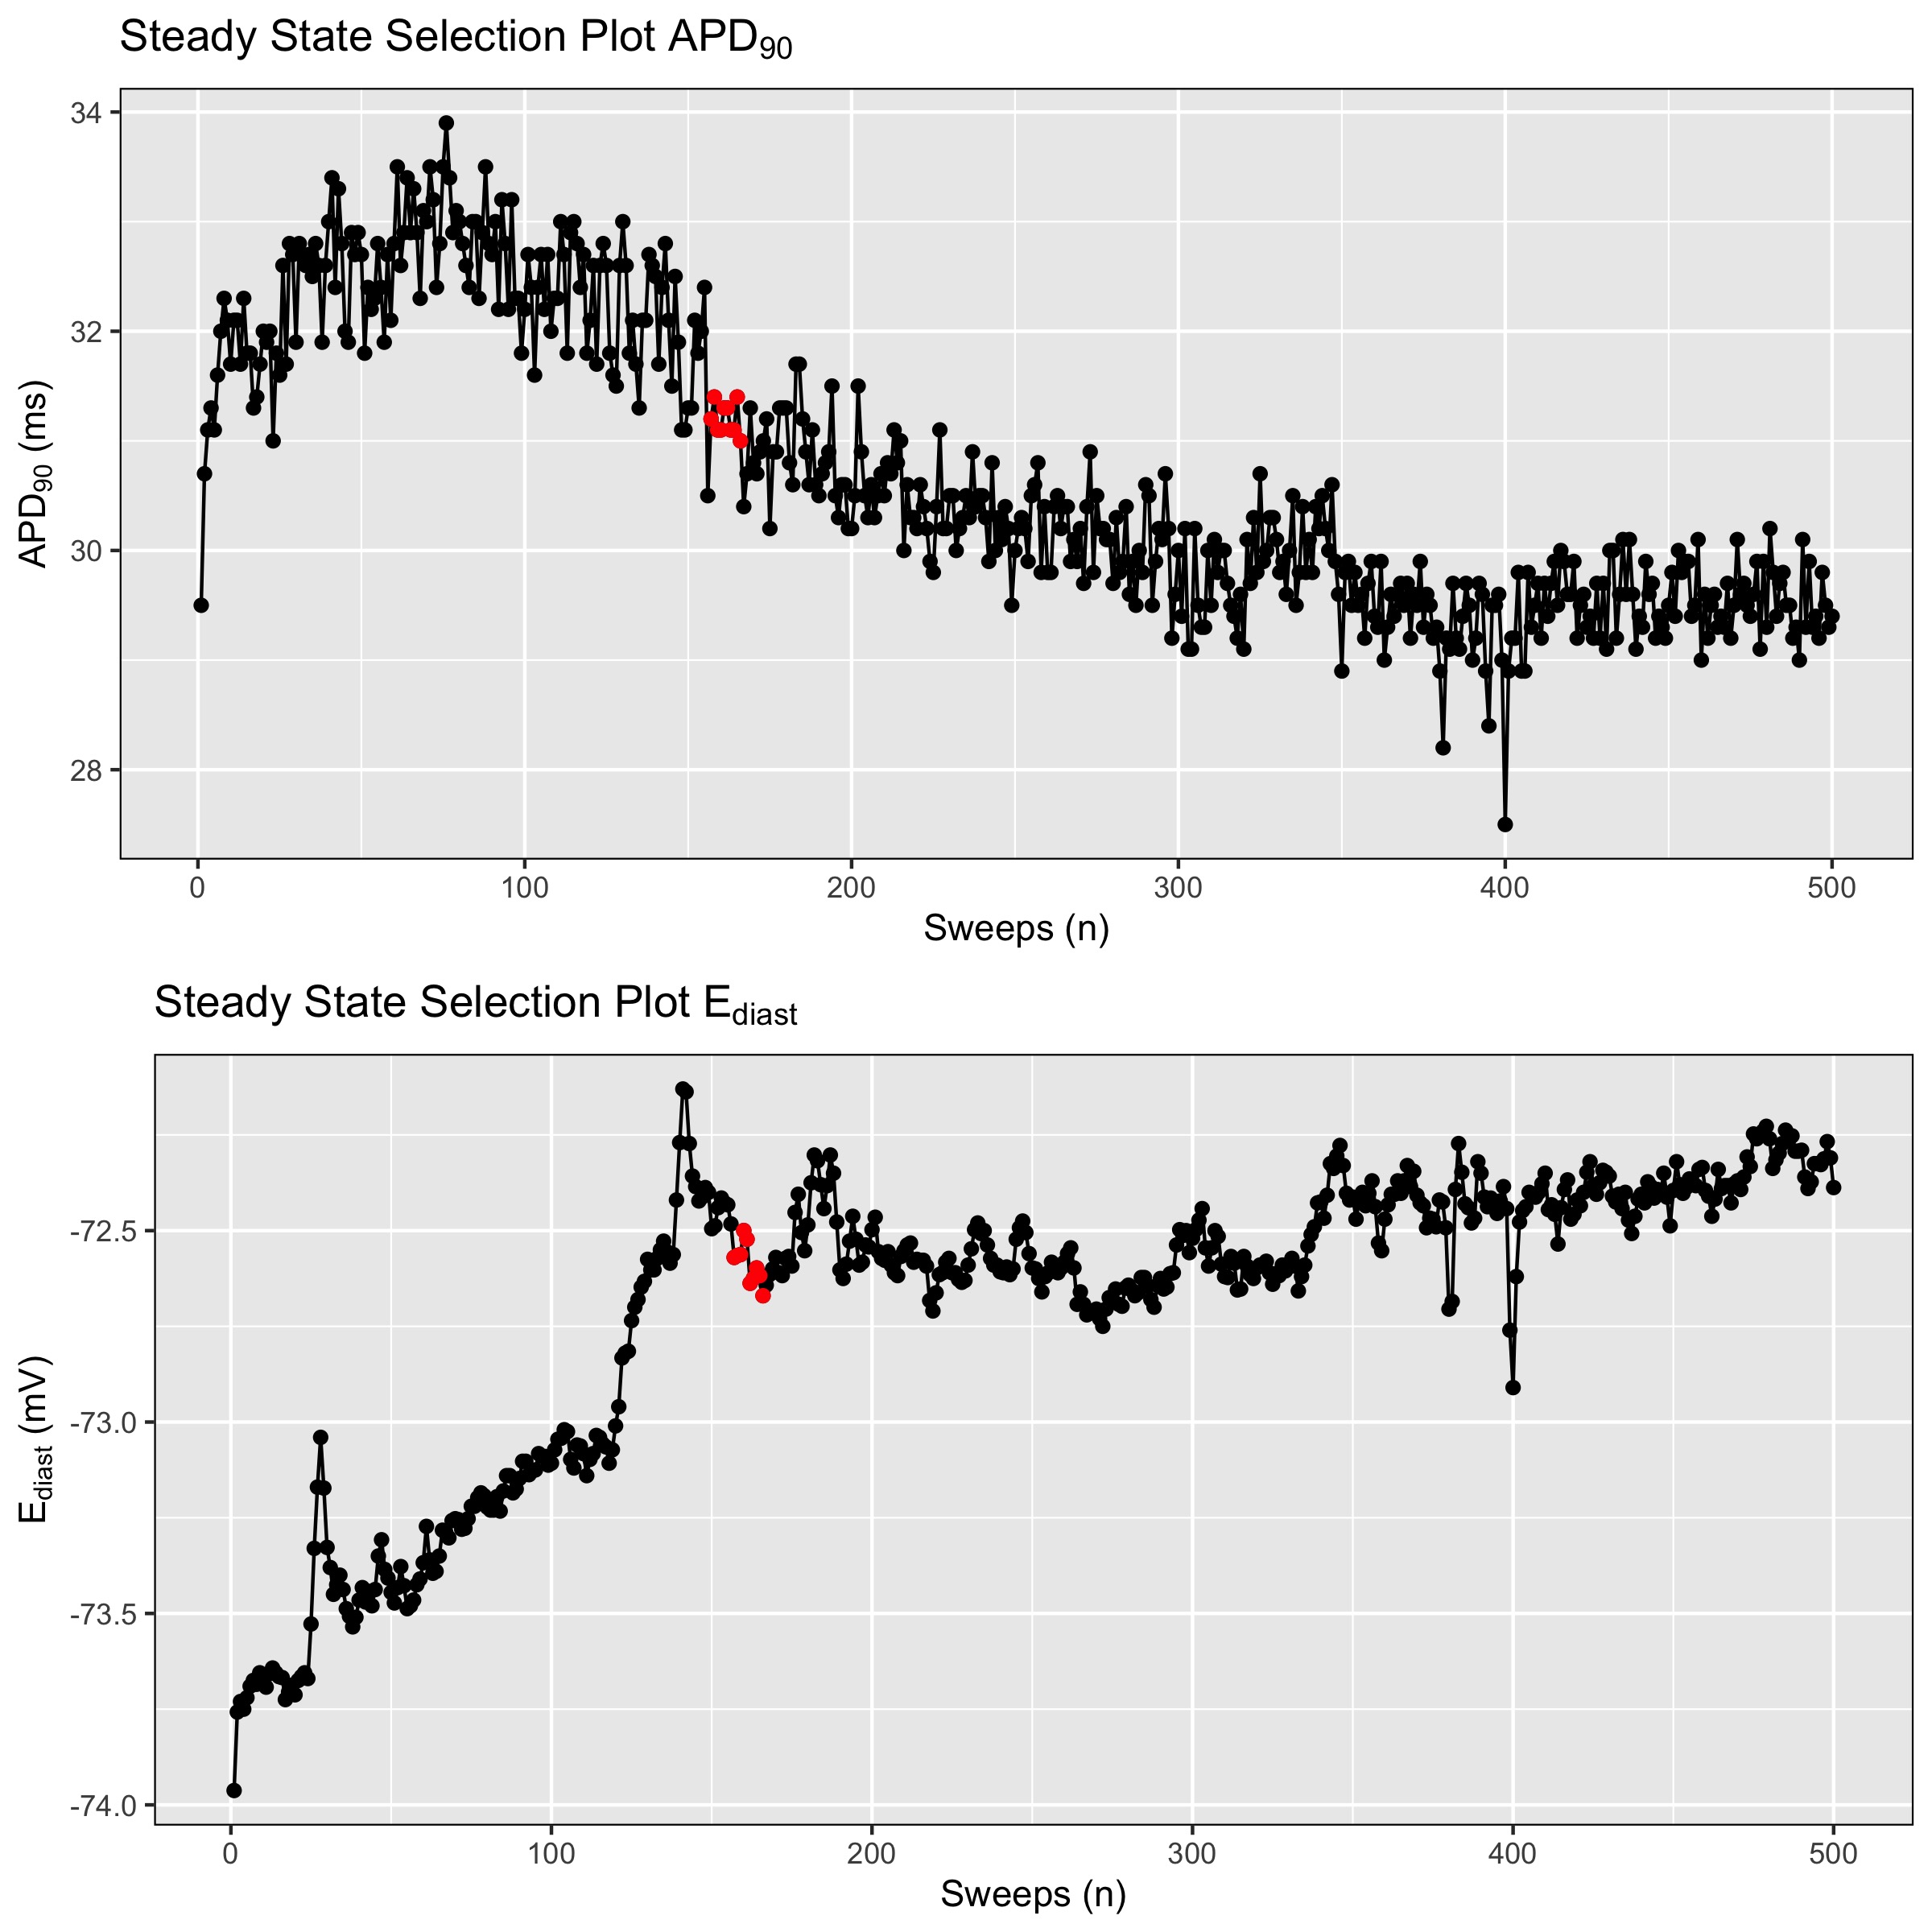 Steady State Selection Plot APD90
34
32
30
28
APD90 (ms)
0 100 200 300 400 500
Sweeps (n)
Steady State Selection Plot Ediast
-72.5
-73.0
-73.5
-74.0
Ediast (mV)
0 100 200 300 400 500
Sweeps (n)